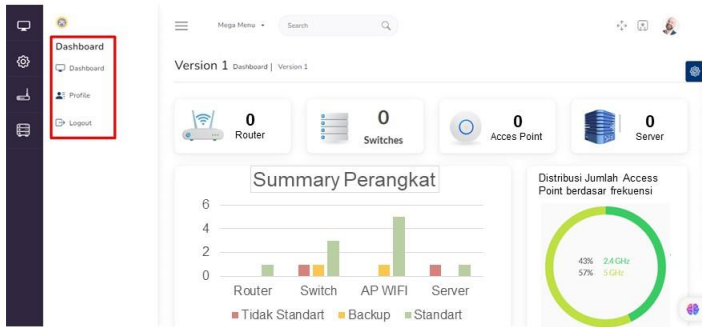 Dashboard
Dashboard
Profile
Logout
Mega Menu
Search
Version 1 Dashboard | Version 1
0
Router
0
Switches
0
Acces Point
0
Server
Summary Perangkat
6
4
2
0
Router Switch AP WIFI Server
Tidak Standart Backup Standart
Distribusi Jumlah Access
Point berdasar frekuensi
43% 2.4 GHz
57% 5 GHz